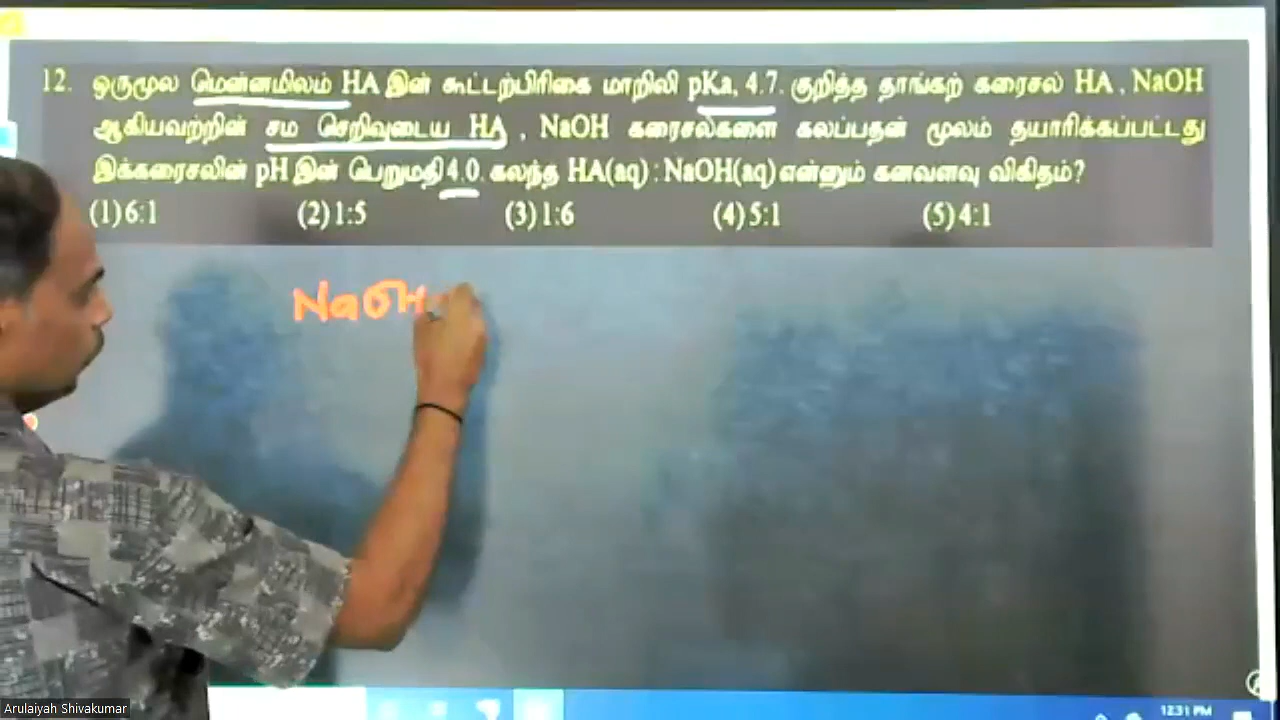 12. ஒருமூல மென்னமிலம் HA இன் கூட்டற்பிரிகை மாறிலி pKa, 4.7. குறித்த தாங்கற் கரைசல் HA , NaOH
ஆகியவற்றின் சம செறிவுடைய HA , NaOH கரைசல்களை கலப்பதன் மூலம் தயாரிக்கப்பட்டது
இக்கரைசலின் pH இன் பெறுமதி 4.0. கலந்த HA(aq) : NaOH(aq) என்னும் கனவளவு விகிதம்?
(1) 6:1 (2) 1:5 (3) 1:6 (4) 5:1 (5) 4:1
NaOH
Arulaiyah Shivakumar
12:31 PM